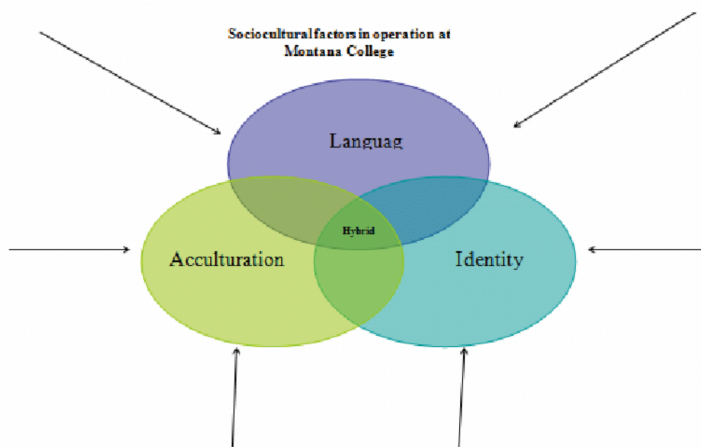 Sociocultural factors in operation at
Montana College
Languag
Hybrid
Acculturation
Identity